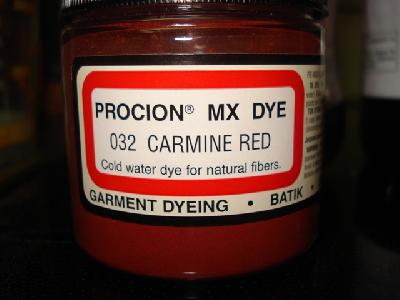 PROCION® MX DYE
032 CARMINE RED
Cold water dye for natural fibers.
GARMENT DYEING • BATIK •